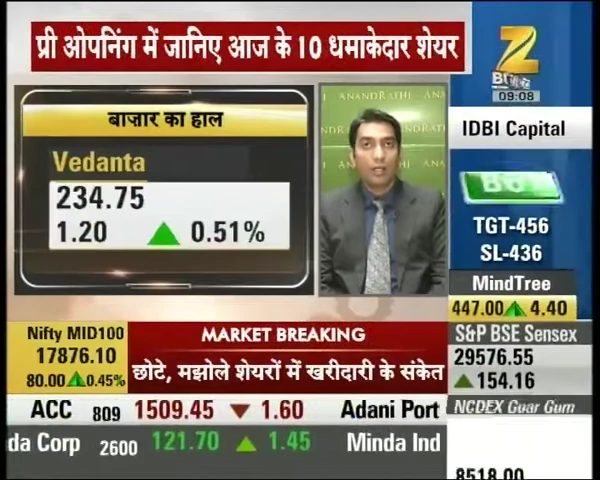 प्री ओपनिंग में जानिए आज के 10 धमाकेदार शेयर
Z
09:08
बाज़ार का हाल
Vedanta
234.75
1.20 ▲ 0.51%
ANANDRATHI
IDBI Capital
TGT-456
SL-436
MindTree
447.00 ▲ 4.40
Nifty MID100
17876.10
80.00 ▲ 0.45%
MARKET BREAKING
छोटे, मझोले शेयरों में खरीदारी के संकेत
S&P BSE Sensex
29576.55
▲ 154.16
NCDEX Guar Gum
8518.00
ACC 809 1509.45 ▼ 1.60 Adani Port
da Corp 2600 121.70 ▲ 1.45 Minda Ind